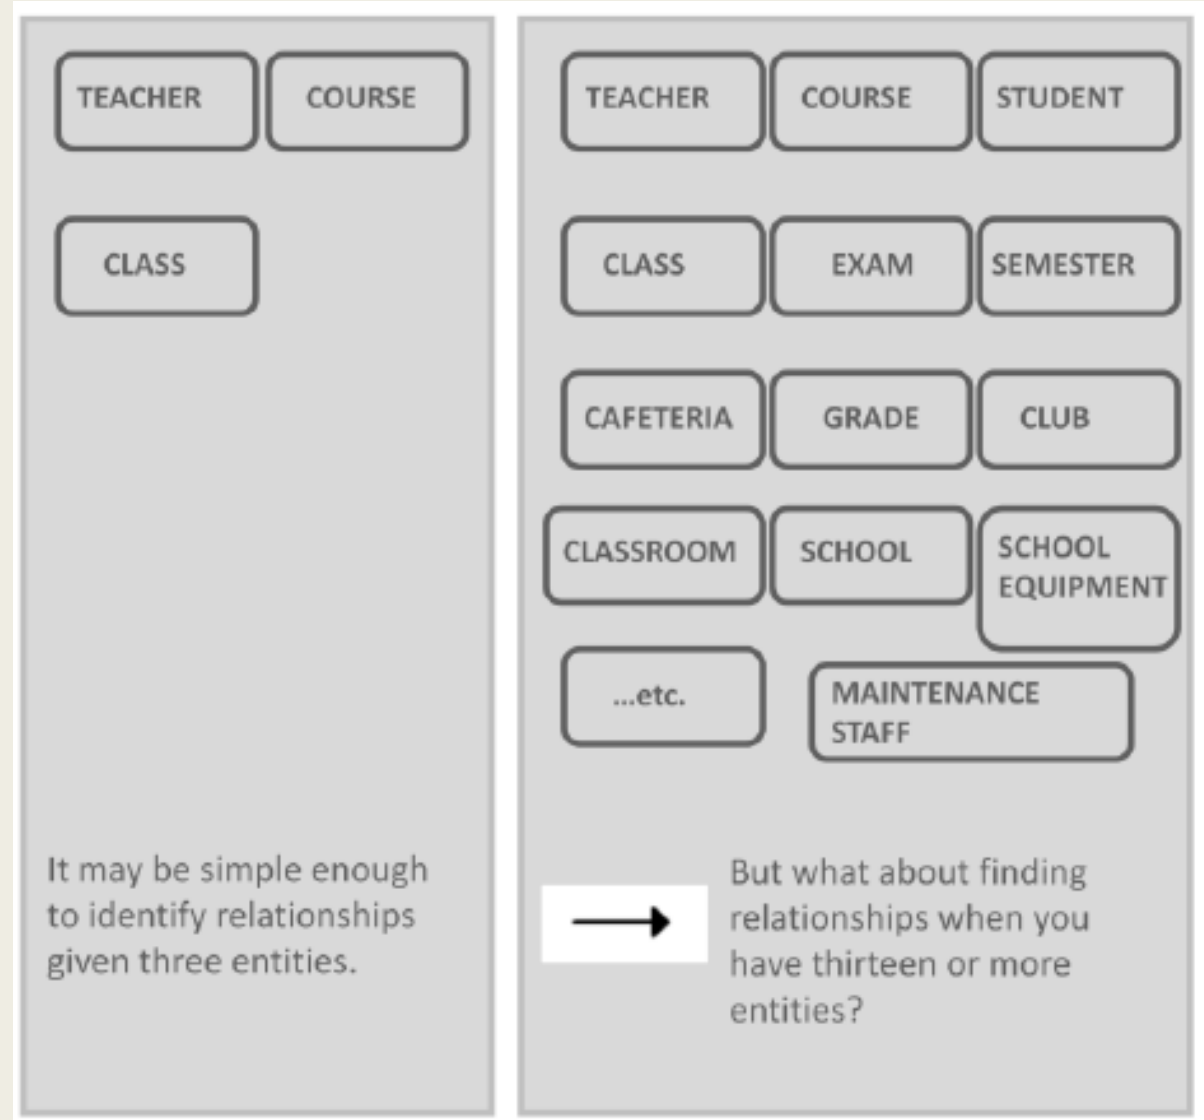 TEACHER COURSE
CLASS
It may be simple enough
to identify relationships
given three entities.
TEACHER COURSE STUDENT
CLASS EXAM SEMESTER
CAFETERIA GRADE CLUB
CLASSROOM SCHOOL SCHOOL
EQUIPMENT
...etc. MAINTENANCE
STAFF
But what about finding
relationships when you
have thirteen or more
entities?